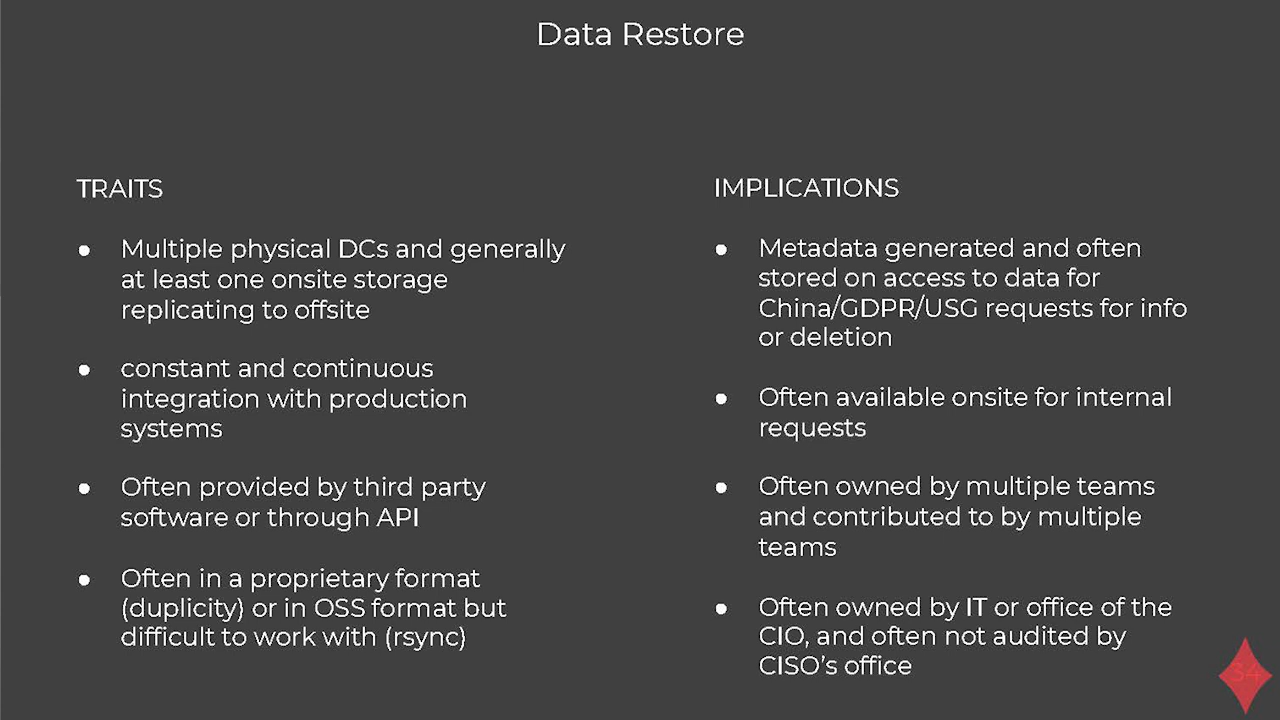 Data Restore
TRAITS
● Multiple physical DCs and generally
at least one onsite storage
replicating to offsite
● constant and continuous
integration with production
systems
● Often provided by third party
software or through API
● Often in a proprietary format
(duplicity) or in OSS format but
difficult to work with (rsync)
IMPLICATIONS
● Metadata generated and often
stored on access to data for
China/GDPR/USG requests for info
or deletion
● Often available onsite for internal
requests
● Often owned by multiple teams
and contributed to by multiple
teams
● Often owned by IT or office of the
CIO, and often not audited by
CISO’s office
34